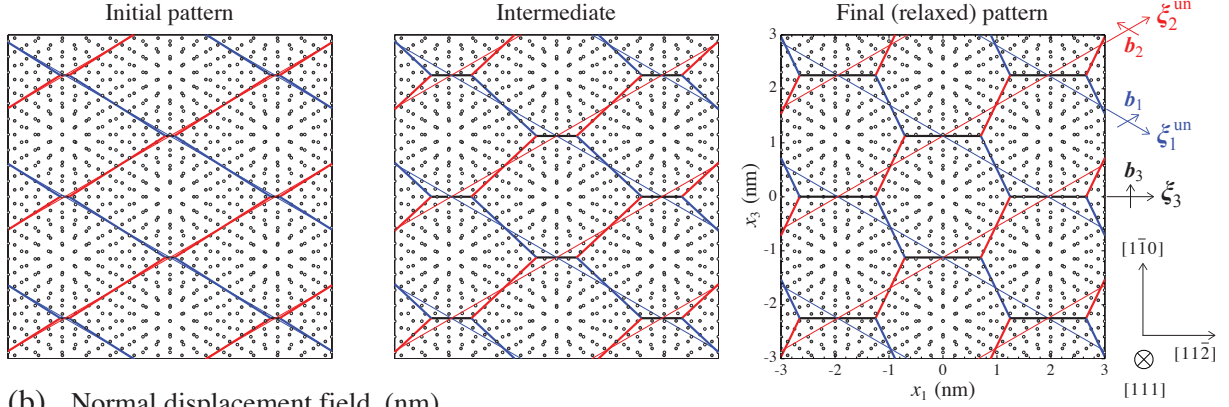 Initial pattern
Intermediate
Final (relaxed) pattern
ξ₂ᵘⁿ
b₂
b₁
ξ₁ᵘⁿ
b₃
ξ₃
[11̄0]
[112̄]
[111]
3
2
1
0
-1
-2
-3
x₃ (nm)
-3 -2 -1 0 1 2 3
x₁ (nm)
(b) Normal displacement field (nm)